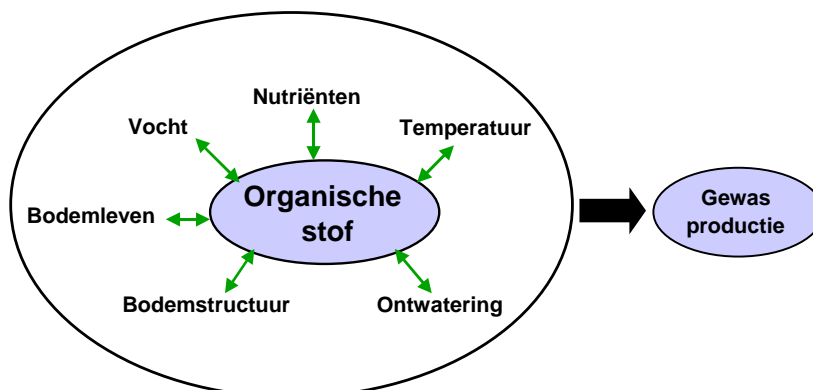 Nutriënten
Vocht
Temperatuur
Organische
stof
Bodemleven
Gewas
productie
Bodemstructuur
Ontwatering